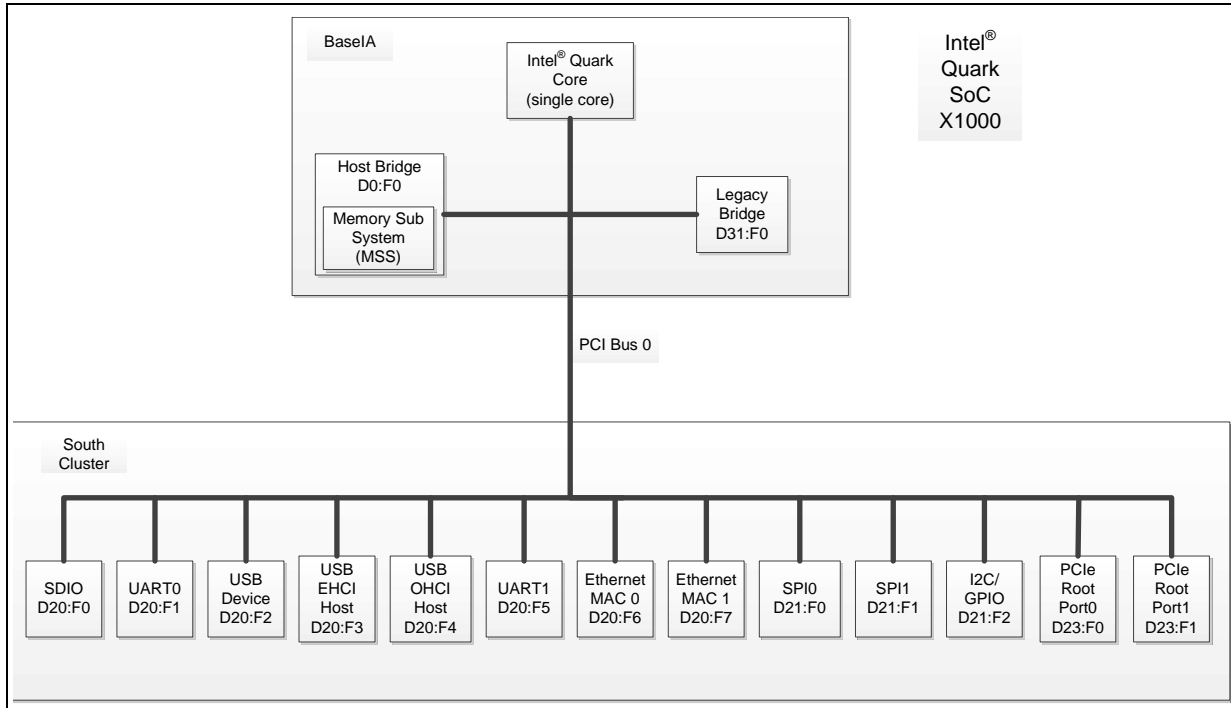 BaseIA
Intel® Quark
Core
(single core)
Intel®
Quark
SoC
X1000
Host Bridge
D0:F0
Memory Sub
System
(MSS)
Legacy
Bridge
D31:F0
PCI Bus 0
South
Cluster
SDIO
D20:F0
UART0
D20:F1
USB
Device
D20:F2
USB
EHCI
Host
D20:F3
USB
OHCI
Host
D20:F4
UART1
D20:F5
Ethernet
MAC 0
D20:F6
Ethernet
MAC 1
D20:F7
SPI0
D21:F0
SPI1
D21:F1
I2C/
GPIO
D21:F2
PCIe
Root
Port0
D23:F0
PCIe
Root
Port1
D23:F1